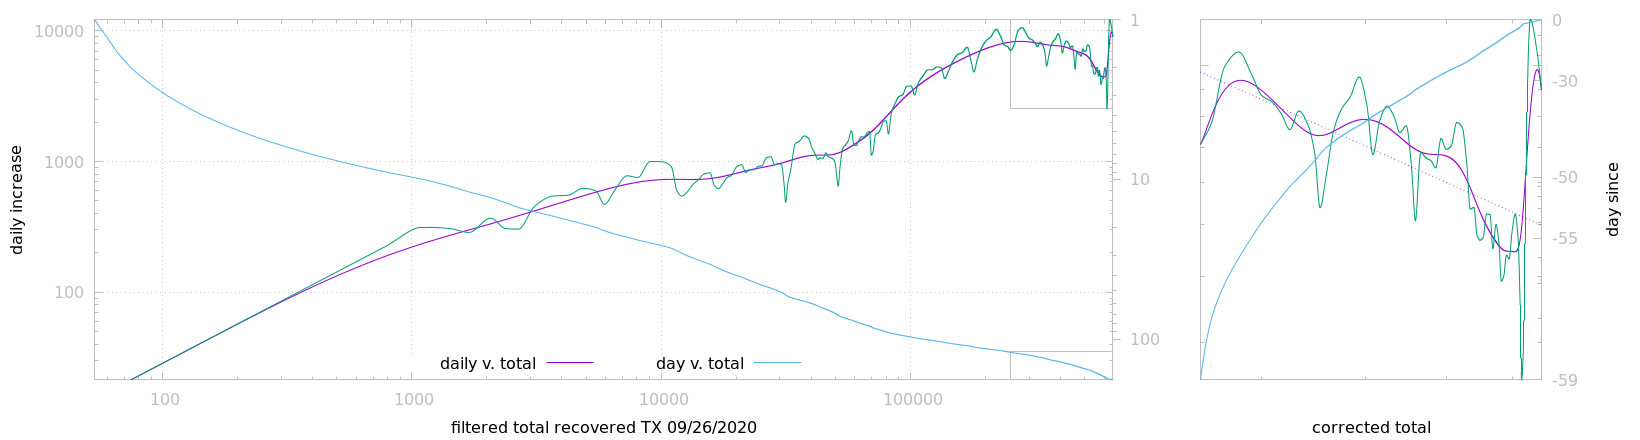 10000
1000
100
daily increase
1
10
100
daily v. total
day v. total
100
1000
10000
100000
filtered total recovered TX 09/26/2020
0
-30
-50
-55
-59
day since
corrected total